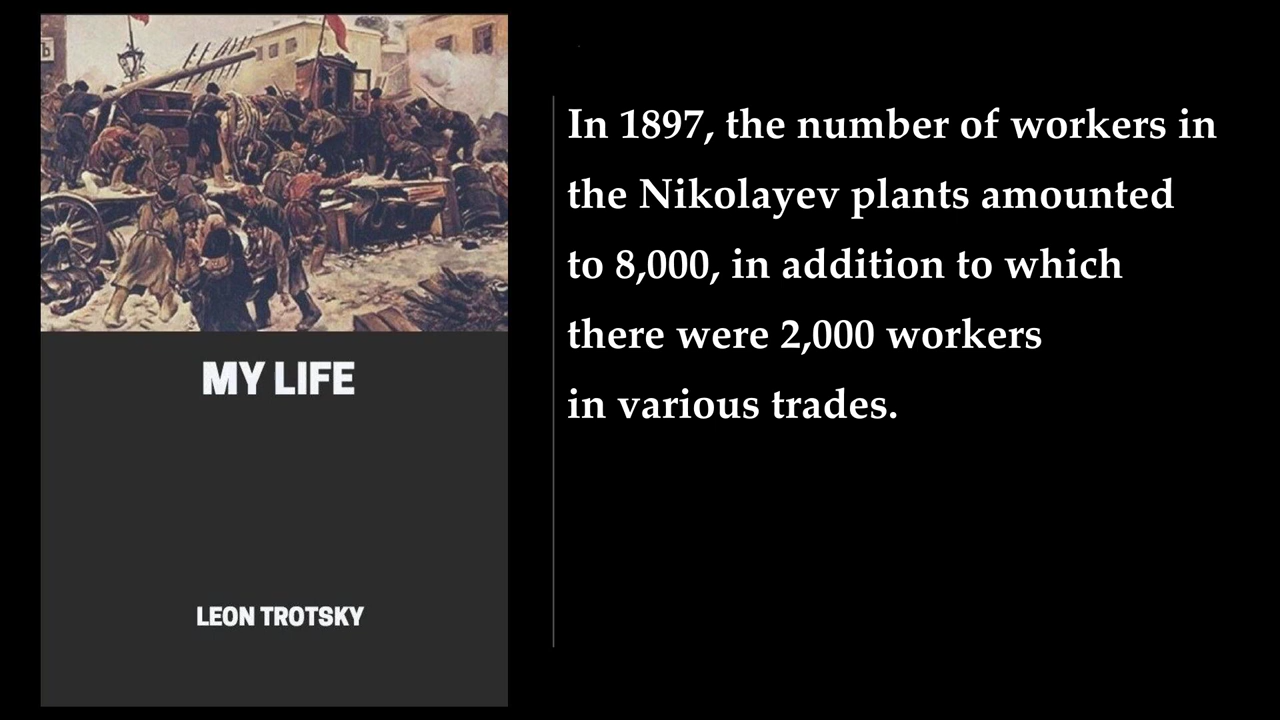 MY LIFE
LEON TROTSKY
In 1897, the number of workers in
the Nikolayev plants amounted
to 8,000, in addition to which
there were 2,000 workers
in various trades.